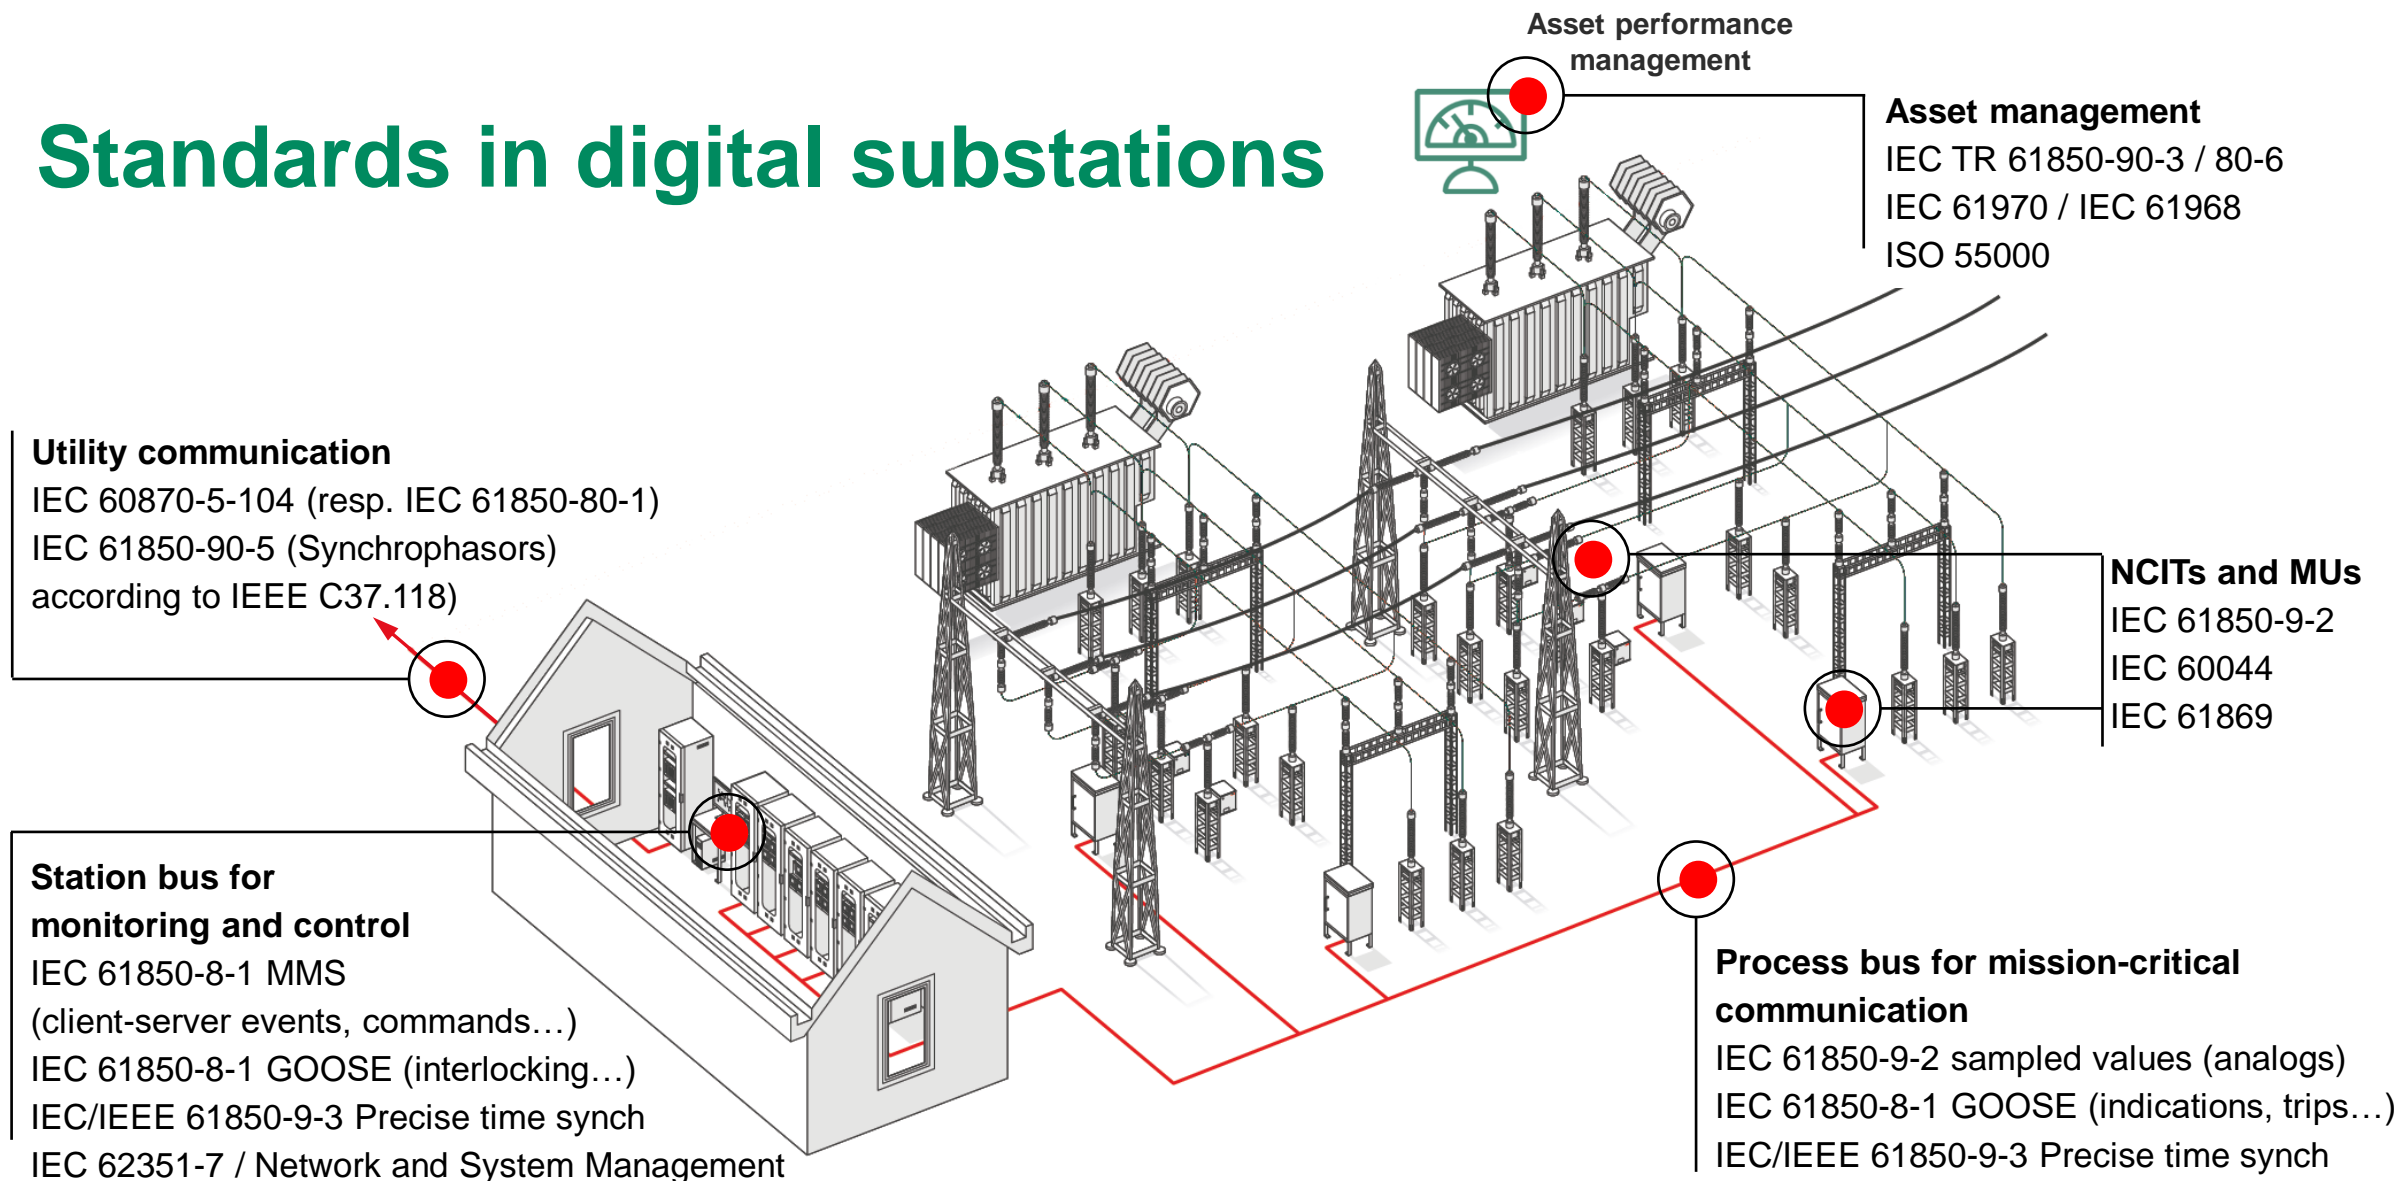 Asset performance
management
Standards in digital substations
Asset management
IEC TR 61850-90-3 / 80-6
IEC 61970 / IEC 61968
ISO 55000
Utility communication
IEC 60870-5-104 (resp. IEC 61850-80-1)
IEC 61850-90-5 (Synchrophasors)
according to IEEE C37.118)
NCITs and MUs
IEC 61850-9-2
IEC 60044
IEC 61869
Station bus for
monitoring and control
IEC 61850-8-1 MMS
(client-server events, commands…)
IEC 61850-8-1 GOOSE (interlocking…)
IEC/IEEE 61850-9-3 Precise time synch
IEC 62351-7 / Network and System Management
Process bus for mission-critical
communication
IEC 61850-9-2 sampled values (analogs)
IEC 61850-8-1 GOOSE (indications, trips…)
IEC/IEEE 61850-9-3 Precise time synch